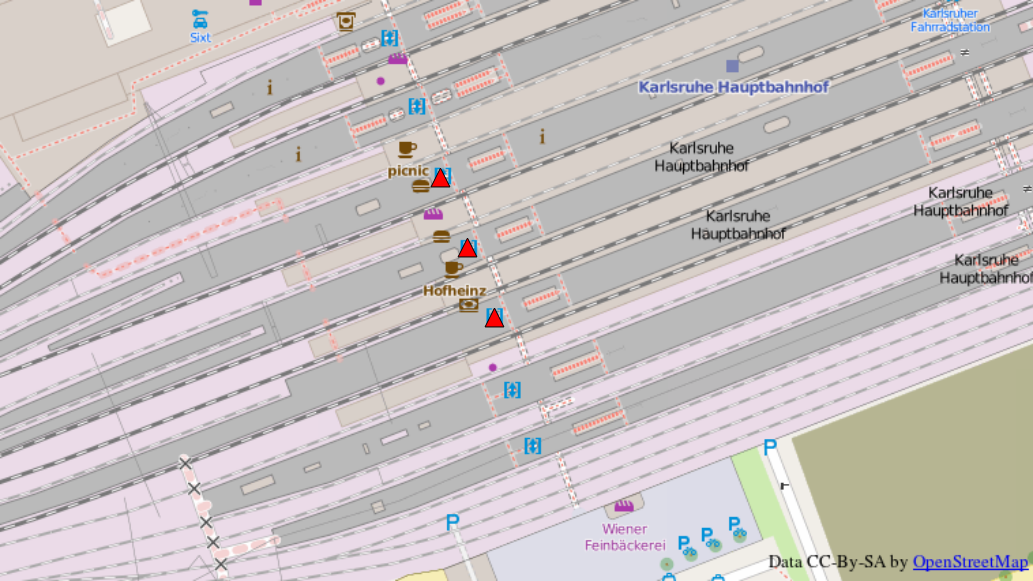 Sixt
Karlsruher
Fahrradstation
Karlsruhe Hauptbahnhof
i
i
i
Karlsruhe
Hauptbahnhof
picnic
Karlsruhe
Hauptbahnhof
Karlsruhe
Hauptbahnhof
Karlsruhe
Hauptbahnhof
Hofheinz
P
P
Wiener
Feinbäckerei
P
P
P
Data CC-By-SA by OpenStreetMap